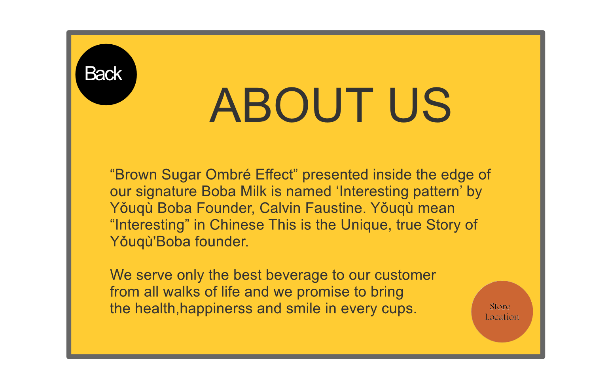 Back
ABOUT US
“Brown Sugar Ombré Effect” presented inside the edge of
our signature Boba Milk is named ‘Interesting pattern’ by
Yǒuqù Boba Founder, Calvin Faustine. Yǒuqù mean
“Interesting” in Chinese This is the Unique, true Story of
Yǒuqù'Boba founder.
We serve only the best beverage to our customer
from all walks of life and we promise to bring
the health,happinerss and smile in every cups.
Store
Location